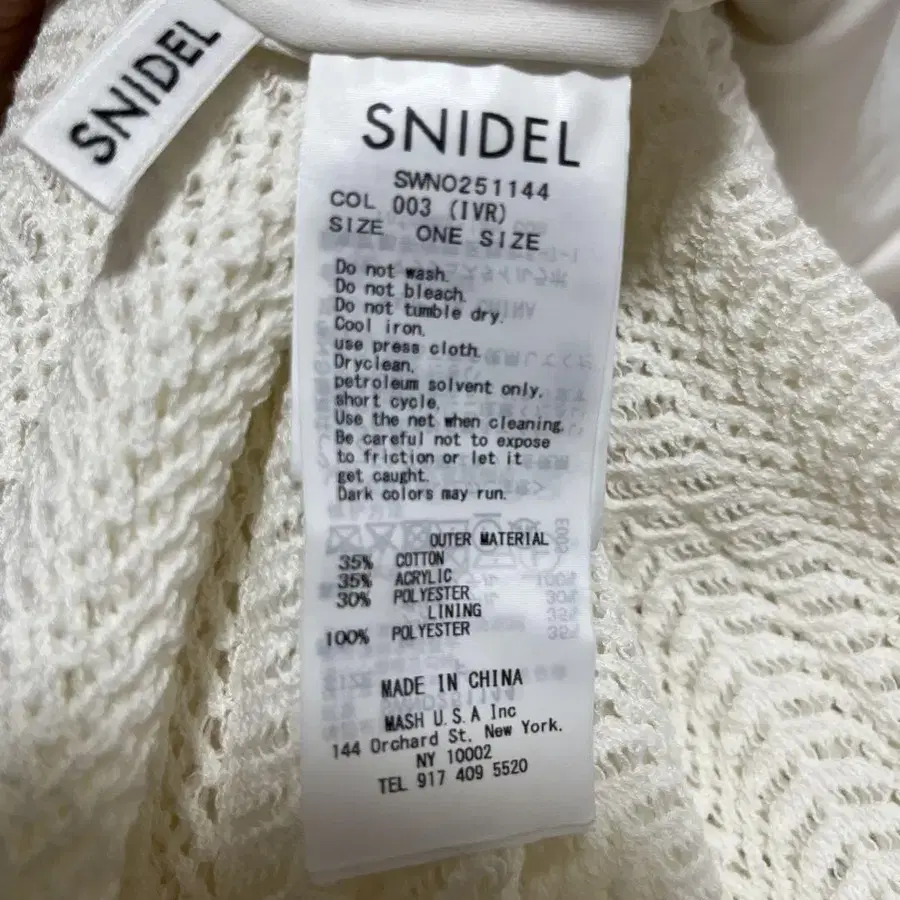 SNIDEL
SNIDEL
SWNO251144
COL 003 (IVR)
SIZE ONE SIZE
Do not wash.
Do not bleach.
Do not tumble dry.
Cool iron,
use press cloth.
Dryclean,
petroleum solvent only,
short cycle.
Use the net when cleaning.
Be careful not to expose
to friction or let it
get caught.
Dark colors may run.
OUTER MATERIAL
35% COTTON
35% ACRYLIC
30% POLYESTER
LINING
100% POLYESTER
MADE IN CHINA
MASH U.S.A Inc
144 Orchard St. New York.
NY 10002
TEL 917 409 5520